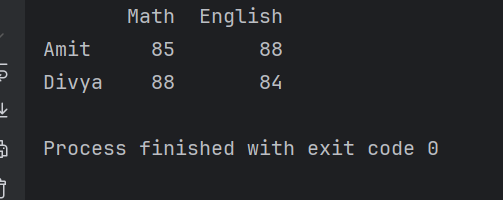 Math English
Amit 85 88
Divya 88 84
Process finished with exit code 0